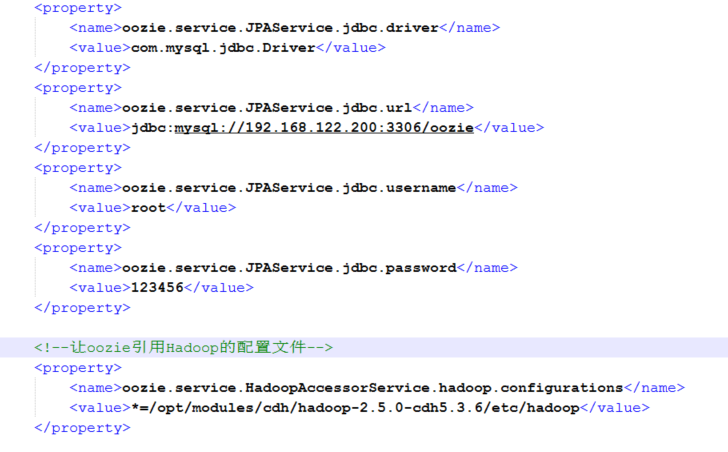 <property>
<name>oozie.service.JPAService.jdbc.driver</name>
<value>com.mysql.jdbc.Driver</value>
</property>
<property>
<name>oozie.service.JPAService.jdbc.url</name>
<value>jdbc:mysql://192.168.122.200:3306/oozie</value>
</property>
<property>
<name>oozie.service.JPAService.jdbc.username</name>
<value>root</value>
</property>
<property>
<name>oozie.service.JPAService.jdbc.password</name>
<value>123456</value>
</property>
<!--让oozie引用Hadoop的配置文件-->
<property>
<name>oozie.service.HadoopAccessorService.hadoop.configurations</name>
<value>*=/opt/modules/cdh/hadoop-2.5.0-cdh5.3.6/etc/hadoop</value>
</property>